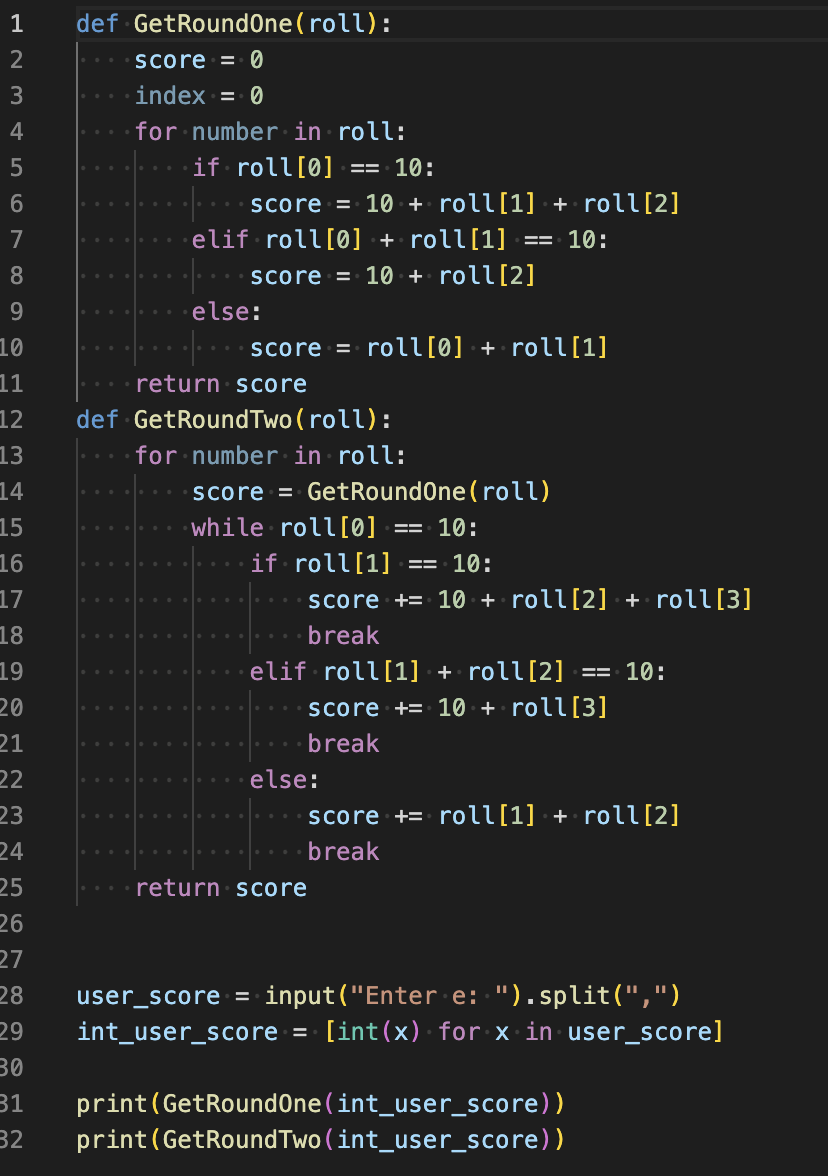 1 def GetRoundOne(roll):
2     score = 0
3     index = 0
4     for number in roll:
5         if roll[0] == 10:
6             score = 10 + roll[1] + roll[2]
7         elif roll[0] + roll[1] == 10:
8             score = 10 + roll[2]
9         else:
10             score = roll[0] + roll[1]
11     return score
12 def GetRoundTwo(roll):
13     for number in roll:
14         score = GetRoundOne(roll)
15         while roll[0] == 10:
16             if roll[1] == 10:
17                 score += 10 + roll[2] + roll[3]
18                 break
19             elif roll[1] + roll[2] == 10:
20                 score += 10 + roll[3]
21                 break
22             else:
23                 score += roll[1] + roll[2]
24                 break
25     return score
26
27
28 user_score = input("Enter e: ").split(",")
29 int_user_score = [int(x) for x in user_score]
30
31 print(GetRoundOne(int_user_score))
32 print(GetRoundTwo(int_user_score))